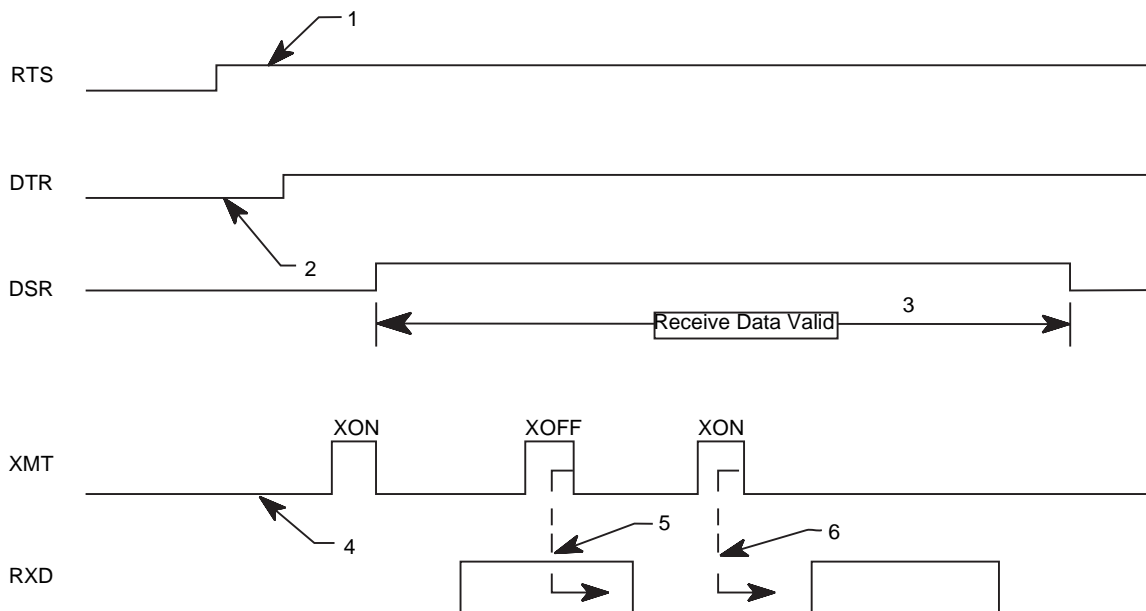 1
RTS
DTR
2
DSR
3
Receive Data Valid
XON XOFF XON
XMT
5
6
4
RXD